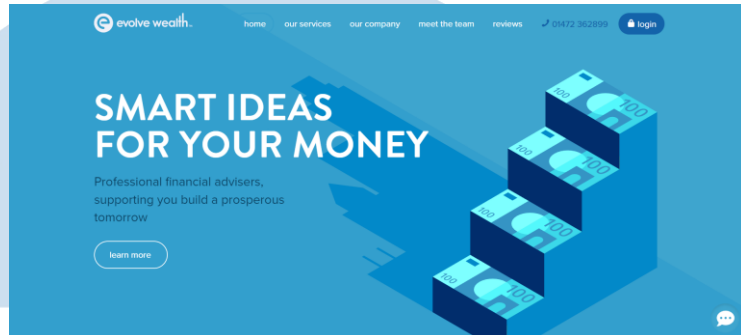 evolve wealth
home
our services
our company
meet the team
reviews
01472 362899
login
SMART IDEAS
FOR YOUR MONEY
Professional financial advisers,
supporting you build a prosperous
tomorrow
learn more
100
100
100
100
100
100
100
100